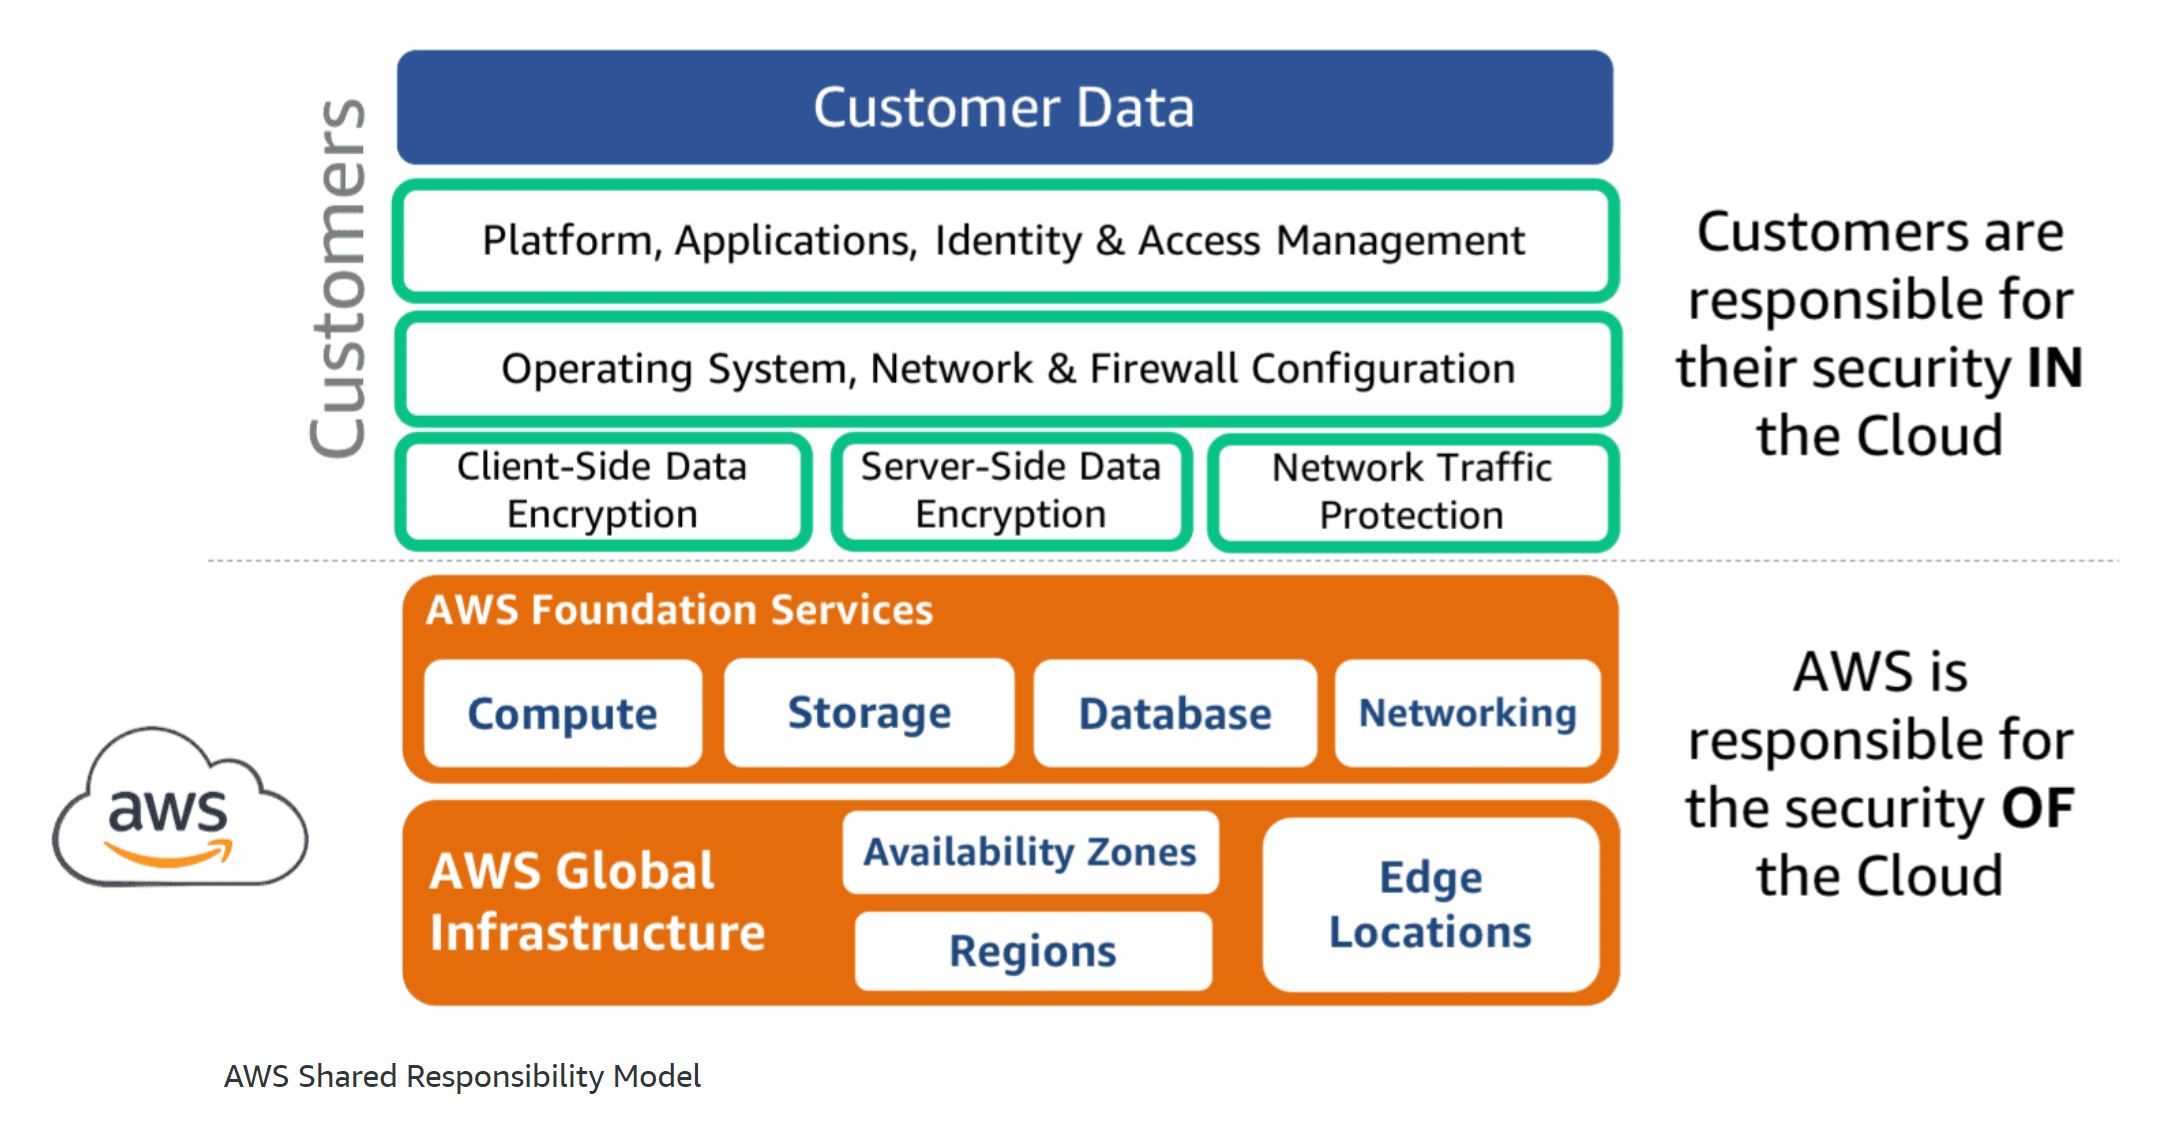 Customers
Customer Data
Platform, Applications, Identity & Access Management
Operating System, Network & Firewall Configuration
Client-Side Data
Encryption
Server-Side Data
Encryption
Network Traffic
Protection
Customers are
responsible for
their security IN
the Cloud
aws
AWS Foundation Services
Compute
Storage
Database
Networking
AWS Global
Infrastructure
Availability Zones
Regions
Edge
Locations
AWS is
responsible for
the security OF
the Cloud
AWS Shared Responsibility Model